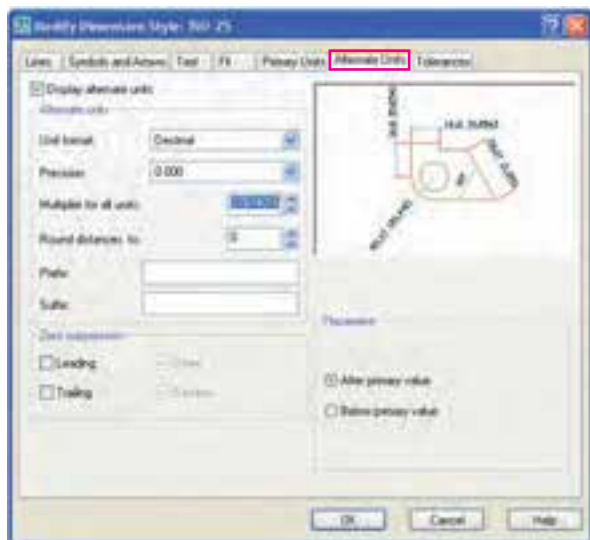 Modify Dimension Style: ISO-25
Lines Symbols and Arrows Text Fit Primary Units Alternate Units Tolerances
Display alternate units
Alternate units
Unit format: Decimal
Precision 0.000
Multiplier for all units:
Round distances to: 0
Prefix:
Suffix:
Zero suppression
Leading
Trailing
Placement
After primary value
Below primary value
OK Cancel Help